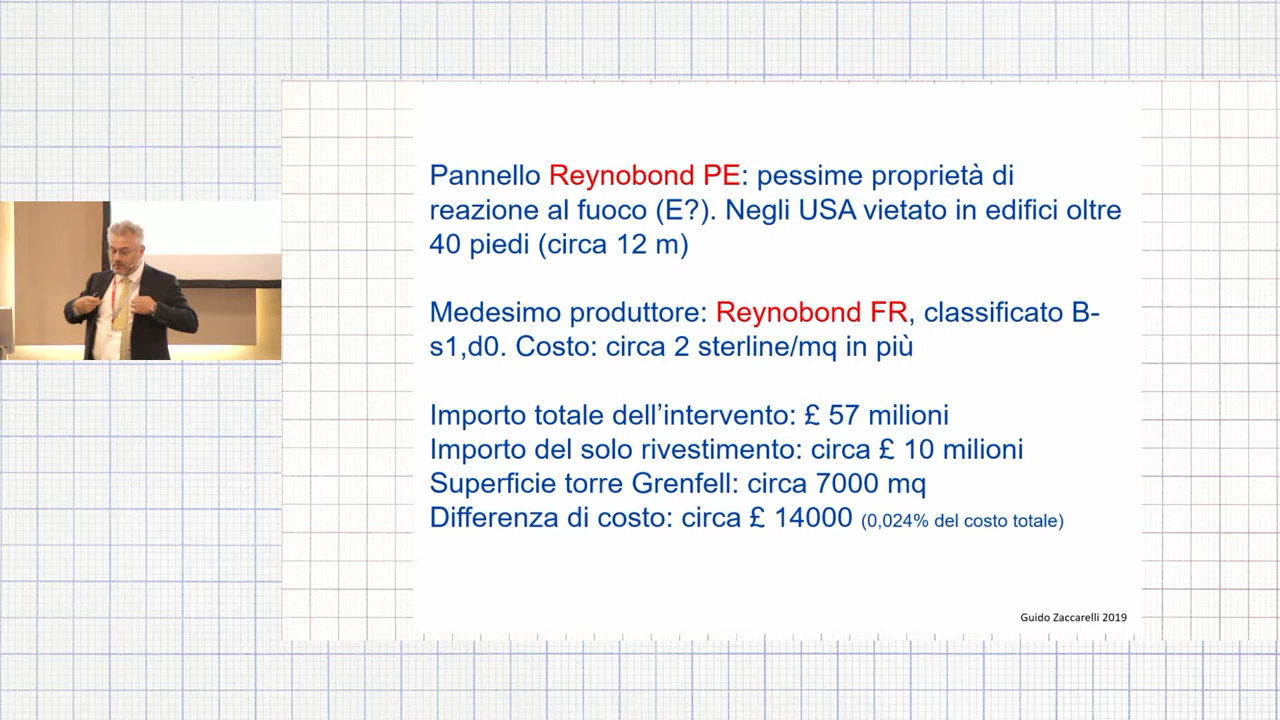 Pannello Reynobond PE: pessime proprietà di
reazione al fuoco (E?). Negli USA vietato in edifici oltre
40 piedi (circa 12 m)
Medesimo produttore: Reynobond FR, classificato B-
s1,d0. Costo: circa 2 sterline/mq in più
Importo totale dell’intervento: £ 57 milioni
Importo del solo rivestimento: circa £ 10 milioni
Superficie torre Grenfell: circa 7000 mq
Differenza di costo: circa £ 14000 (0,024% del costo totale)
Guido Zaccarelli 2019